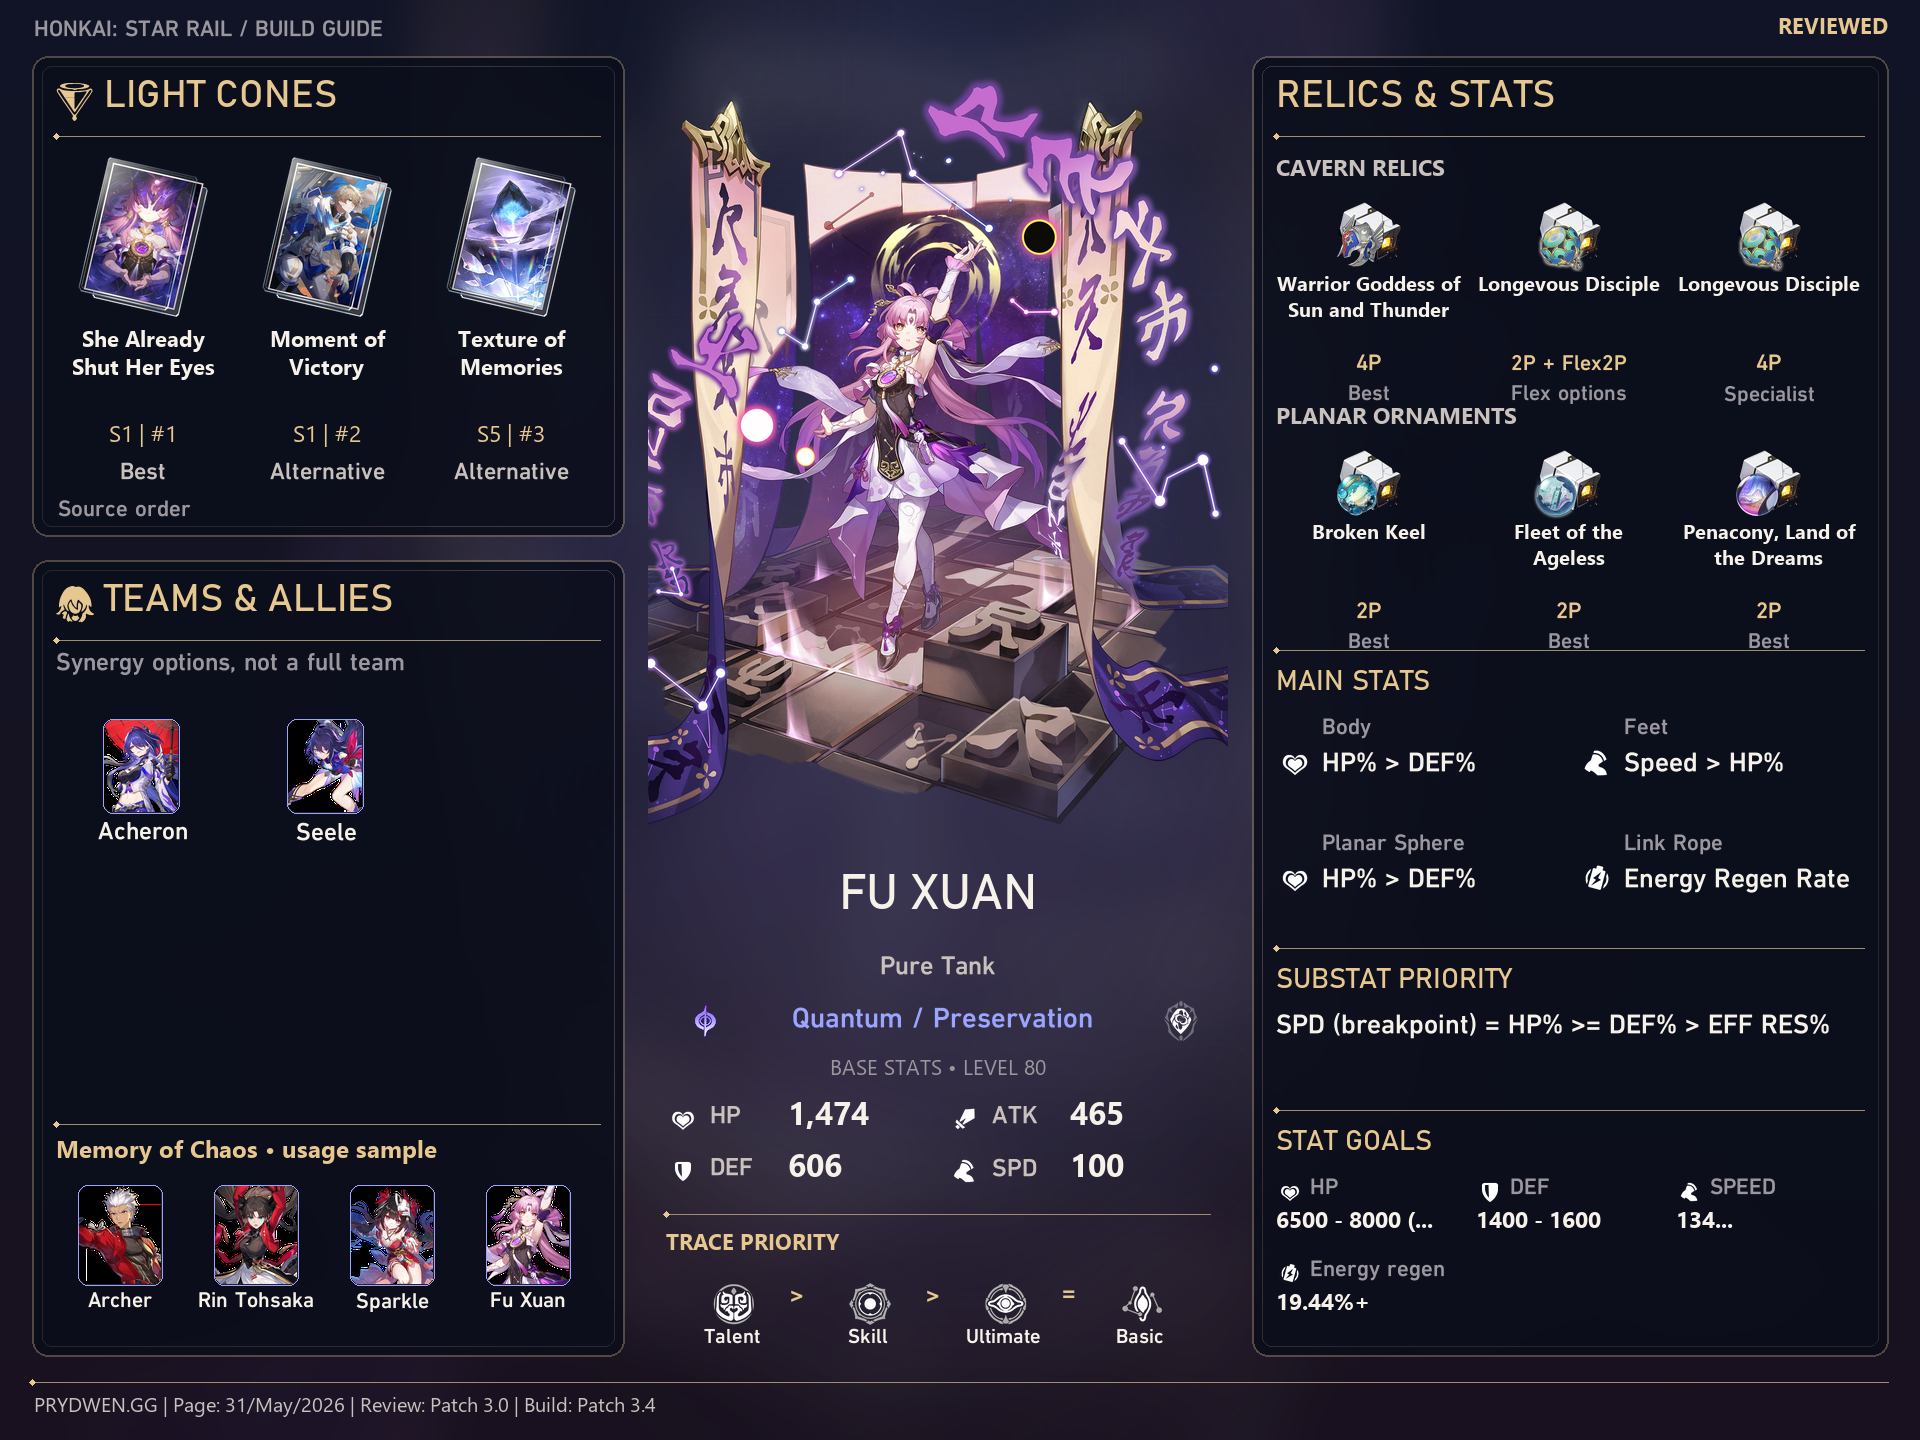 HONKAI: STAR RAIL / BUILD GUIDE
REVIEWED
LIGHT CONES
She Already
Shut Her Eyes
S1 | #1
Best
Moment of
Victory
S1 | #2
Alternative
Texture of
Memories
S5 | #3
Alternative
Source order
TEAMS & ALLIES
Synergy options, not a full team
Acheron
Seele
Memory of Chaos • usage sample
Archer
Rin Tohsaka
Sparkle
Fu Xuan
FU XUAN
Pure Tank
Quantum / Preservation
BASE STATS • LEVEL 80
HP 1,474
ATK 465
DEF 606
SPD 100
TRACE PRIORITY
Talent > Skill > Ultimate = Basic
RELICS & STATS
CAVERN RELICS
Warrior Goddess of
Sun and Thunder
4P
Best
Longevous Disciple
2P + Flex2P
Flex options
Longevous Disciple
4P
Specialist
PLANAR ORNAMENTS
Broken Keel
2P
Best
Fleet of the
Ageless
2P
Best
Penacony, Land of
the Dreams
2P
Best
MAIN STATS
Body
HP% > DEF%
Feet
Speed > HP%
Planar Sphere
HP% > DEF%
Link Rope
Energy Regen Rate
SUBSTAT PRIORITY
SPD (breakpoint) = HP% >= DEF% > EFF RES%
STAT GOALS
HP
6500 - 8000 (...
DEF
1400 - 1600
SPEED
134...
Energy regen
19.44%+
PRYDWEN.GG | Page: 31/May/2026 | Review: Patch 3.0 | Build: Patch 3.4